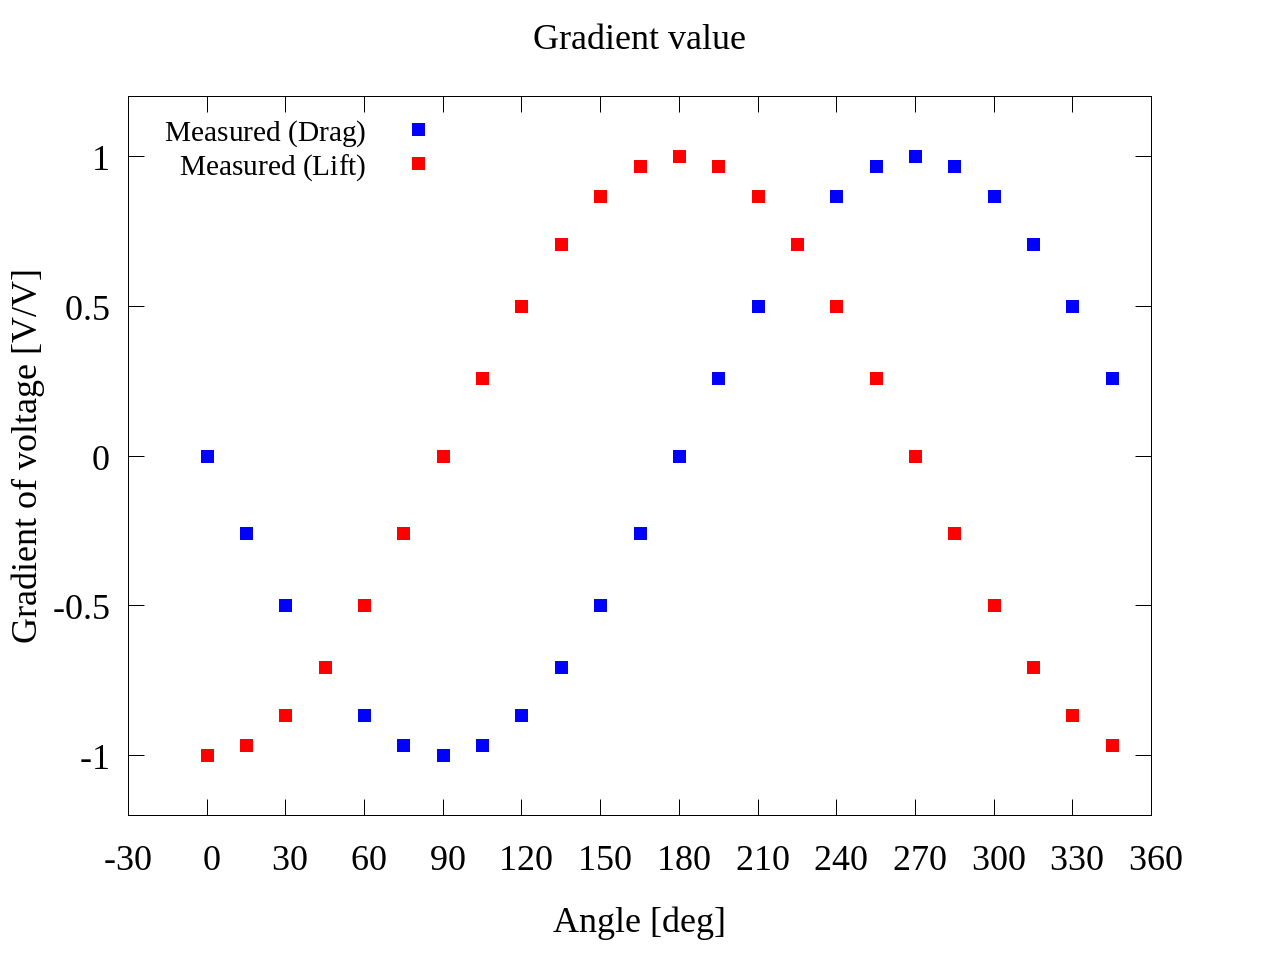 Gradient value
Measured (Drag)
Measured (Lift)
Gradient of voltage [V/V]
1
0.5
0
-0.5
-1
-30 0 30 60 90 120 150 180 210 240 270 300 330 360
Angle [deg]